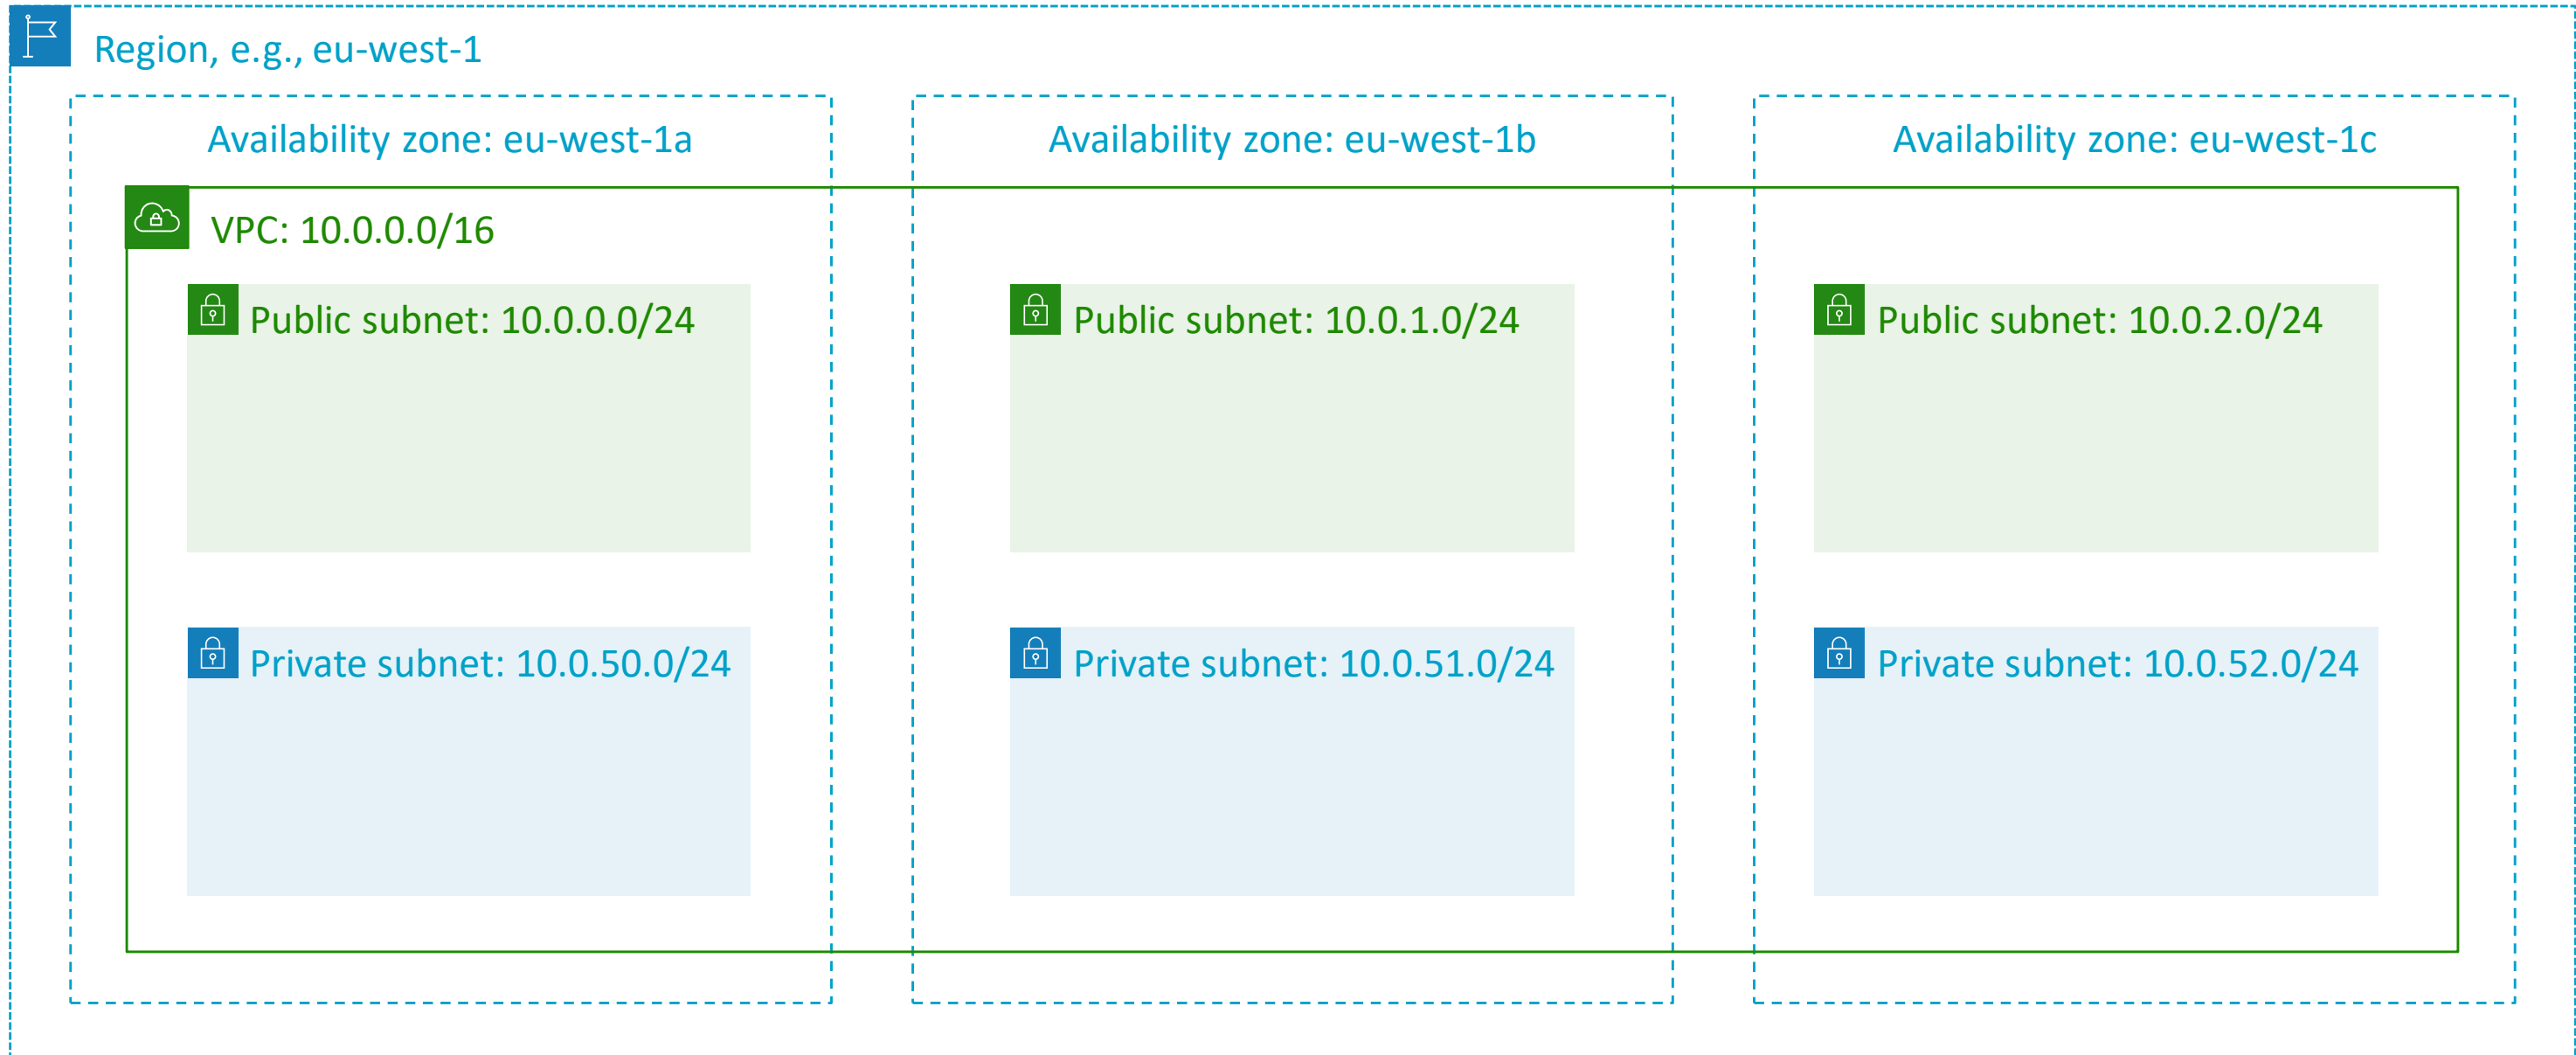 Region, e.g., eu-west-1
Availability zone: eu-west-1a
Availability zone: eu-west-1b
Availability zone: eu-west-1c
VPC: 10.0.0.0/16
Public subnet: 10.0.0.0/24
Public subnet: 10.0.1.0/24
Public subnet: 10.0.2.0/24
Private subnet: 10.0.50.0/24
Private subnet: 10.0.51.0/24
Private subnet: 10.0.52.0/24